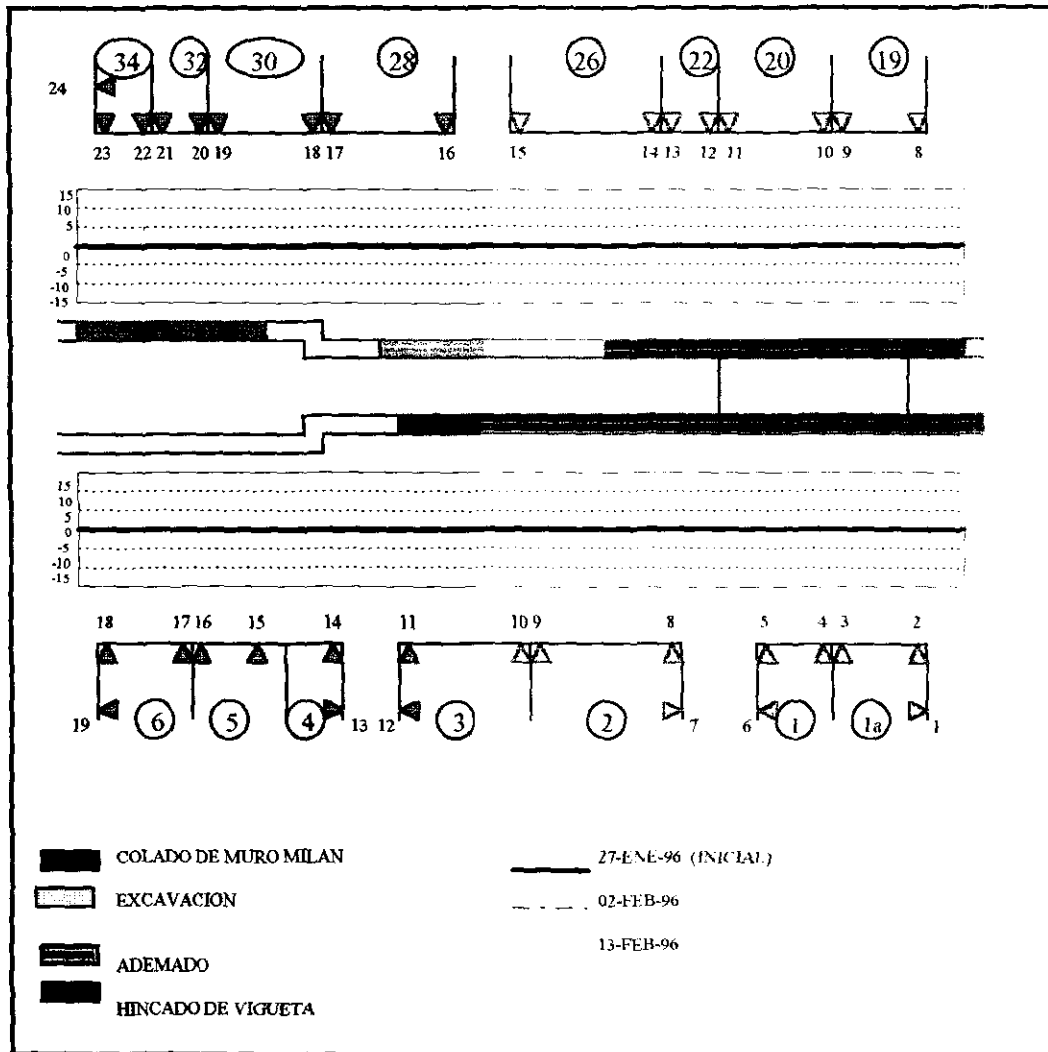 34 32 30 28 26 22 20 19
24
23 22 21 20 19 18 17 16 15 14 13 12 11 10 9 8
15
10
5
0
-5
-10
-15
15
10
5
0
-5
-10
-15
18 17 16 15 14 11 10 9 8 5 4 3 2
19 6 5 4 13 12 3 2 7 6 1 1a 1
COLADO DE MURO MILAN
27-ENE-96 (INICIAL)
EXCAVACION
02-FEB-96
ADEMADO
13-FEB-96
HINCADO DE VIGUETA